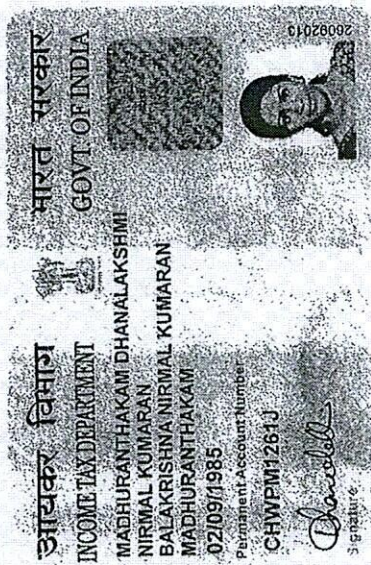 आयकर विभाग
भारत सरकार
INCOME TAX DEPARTMENT
GOVT. OF INDIA
MADHURANTHAKAM DHANALAKSHMI
NIRMAL KUMARAN
BALAKRISHNA NIRMAL KUMARAN
MADHURANTHAKAM
02/09/1985
Permanent Account Number
CHWPM1261J
Signature
26092013